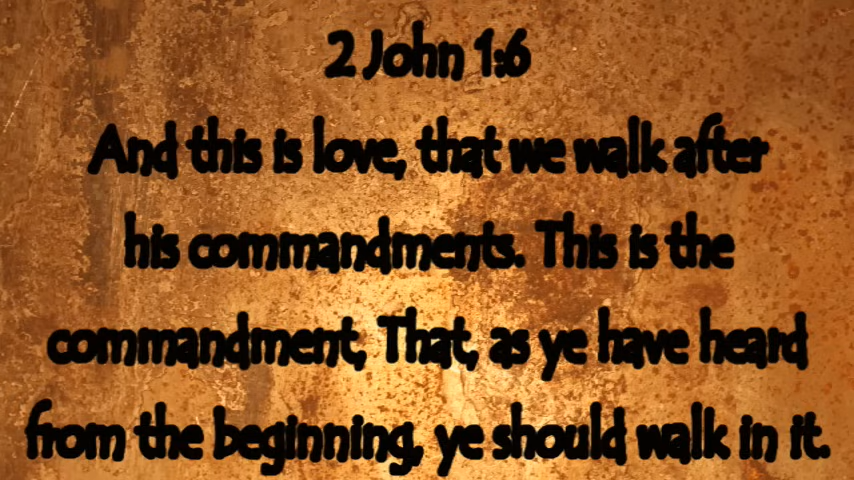 2 John 1:6
And this is love, that we walk after
his commandments. This is the
commandment, That, as ye have heard
from the beginning, ye should walk in it.